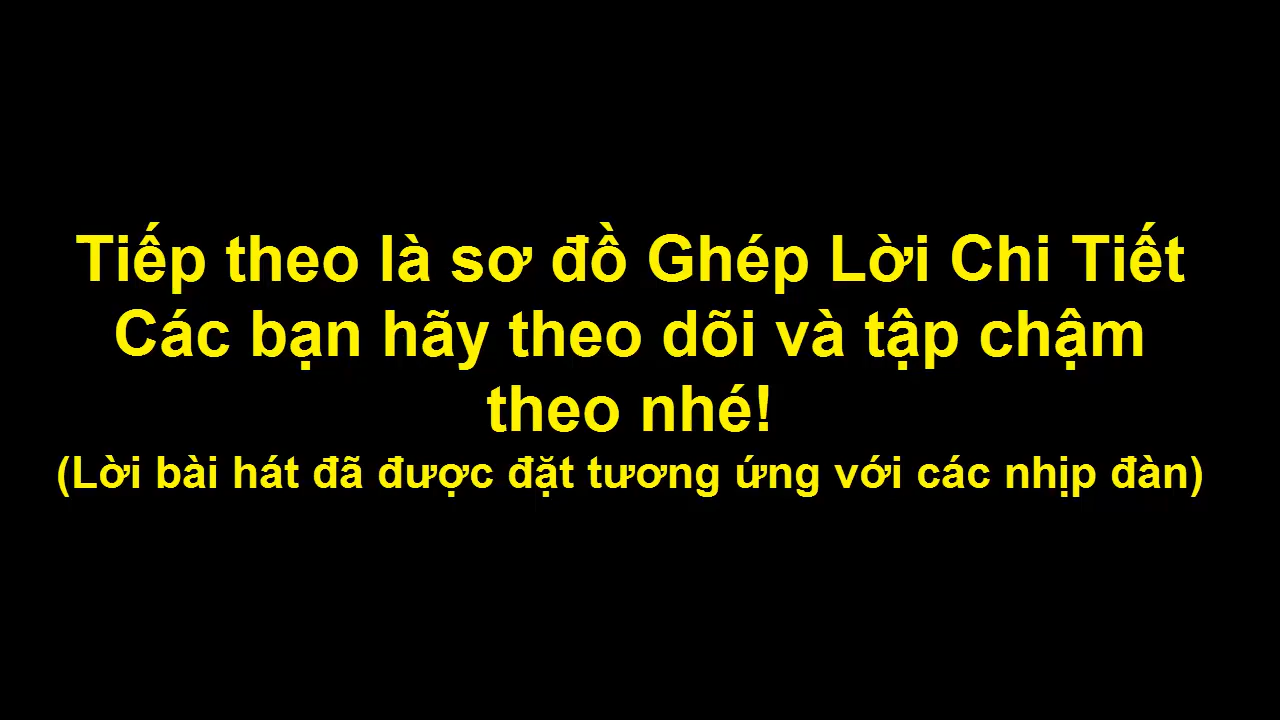 Tiếp theo là sơ đồ Ghép Lời Chi Tiết
Các bạn hãy theo dõi và tập chậm
theo nhé!
(Lời bài hát đã được đặt tương ứng với các nhịp đàn)